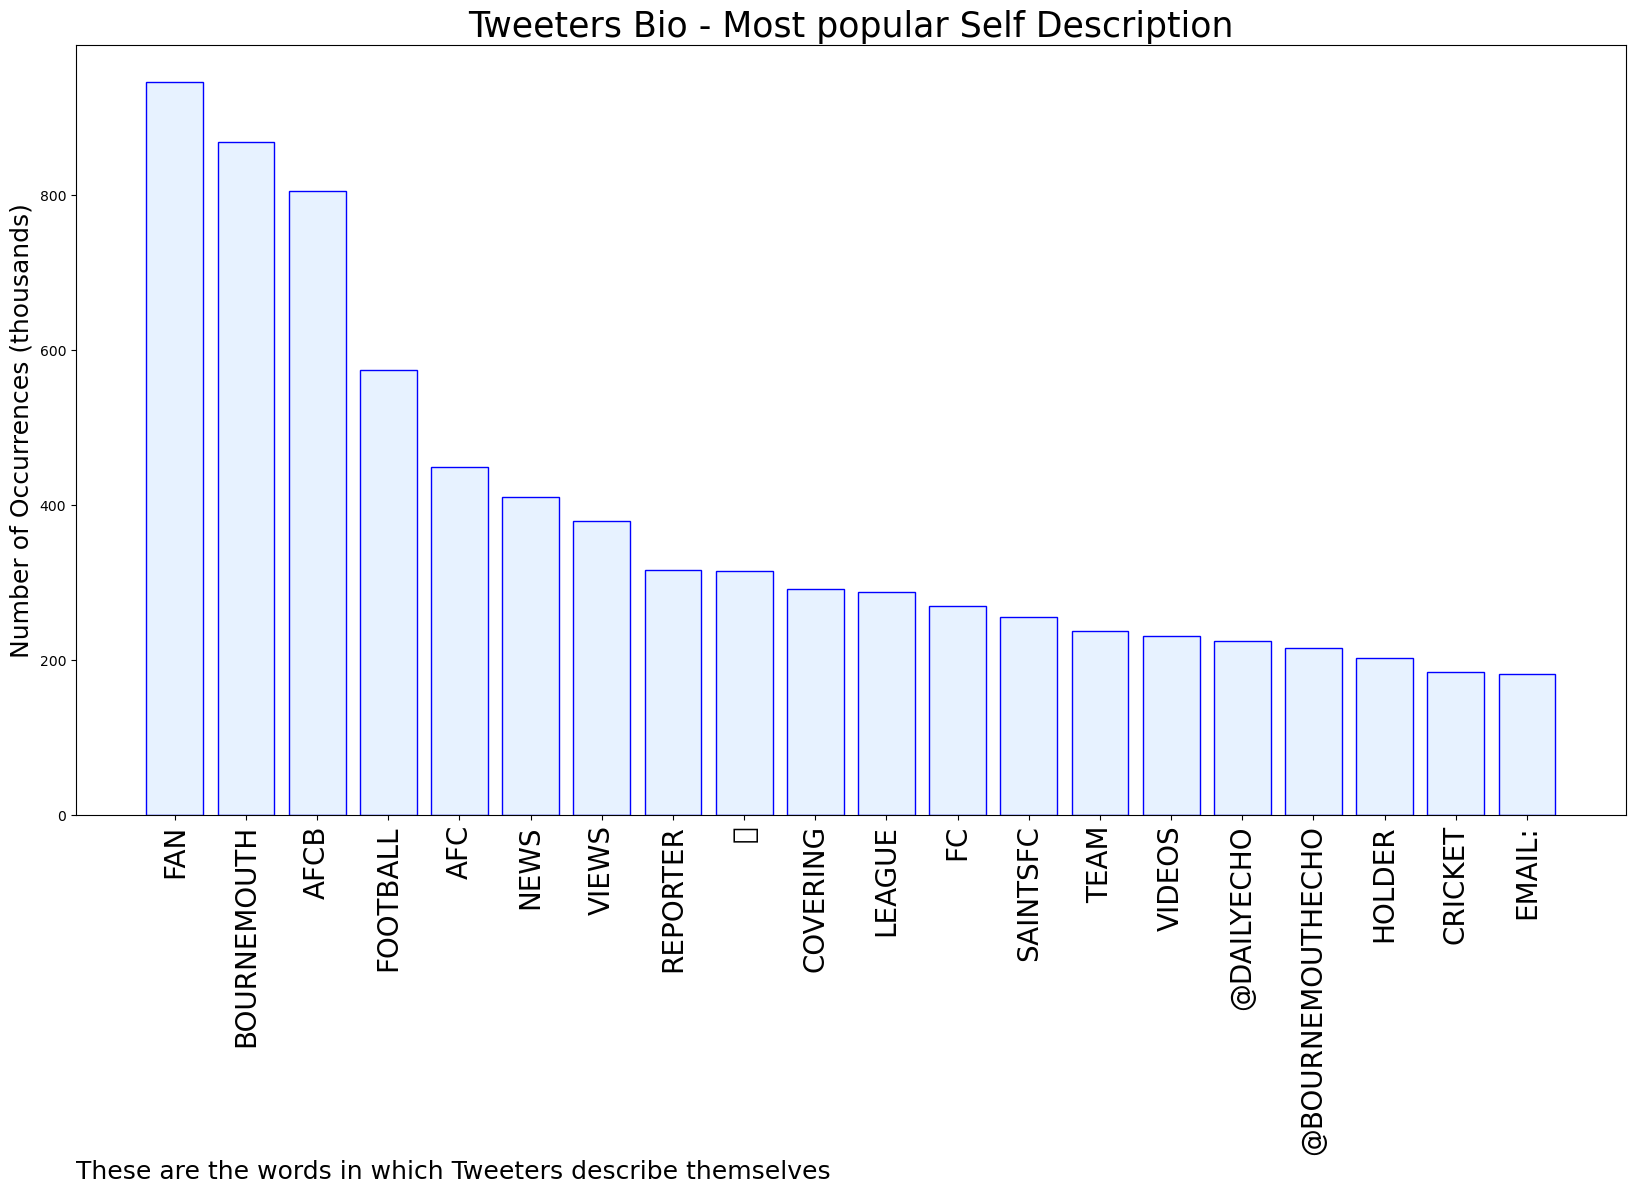 Tweeters Bio - Most popular Self Description
Number of Occurrences (thousands)
800
600
400
200
0
FAN
BOURNEMOUTH
AFCB
FOOTBALL
AFC
NEWS
VIEWS
REPORTER
COVERING
LEAGUE
FC
SAINTSFC
TEAM
VIDEOS
@DAILYECHO
@BOURNEMOUTHECHO
HOLDER
CRICKET
EMAIL:
These are the words in which Tweeters describe themselves